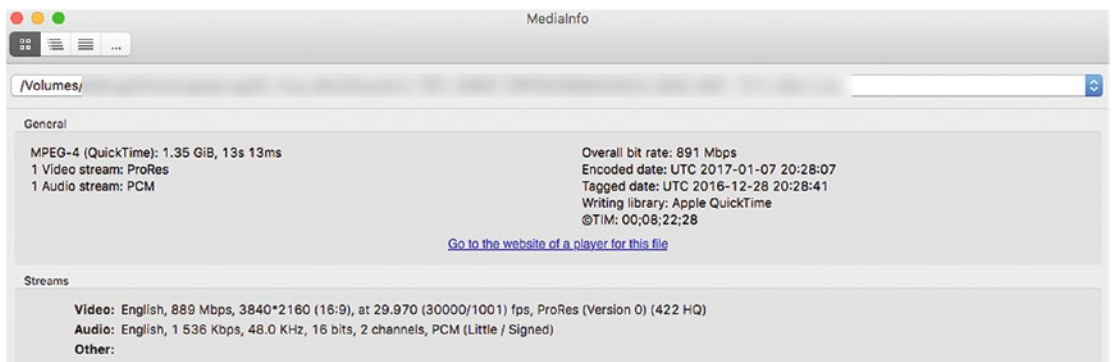 MediaInfo
...
/Volumes/
General
MPEG-4 (QuickTime): 1.35 GiB, 13s 13ms
1 Video stream: ProRes
1 Audio stream: PCM
Overall bit rate: 891 Mbps
Encoded date: UTC 2017-01-07 20:28:07
Tagged date: UTC 2016-12-28 20:28:41
Writing library: Apple QuickTime
©TIM: 00;08;22;28
Go to the website of a player for this file
Streams
Video: English, 889 Mbps, 3840*2160 (16:9), at 29.970 (30000/1001) fps, ProRes (Version 0) (422 HQ)
Audio: English, 1 536 Kbps, 48.0 KHz, 16 bits, 2 channels, PCM (Little / Signed)
Other: